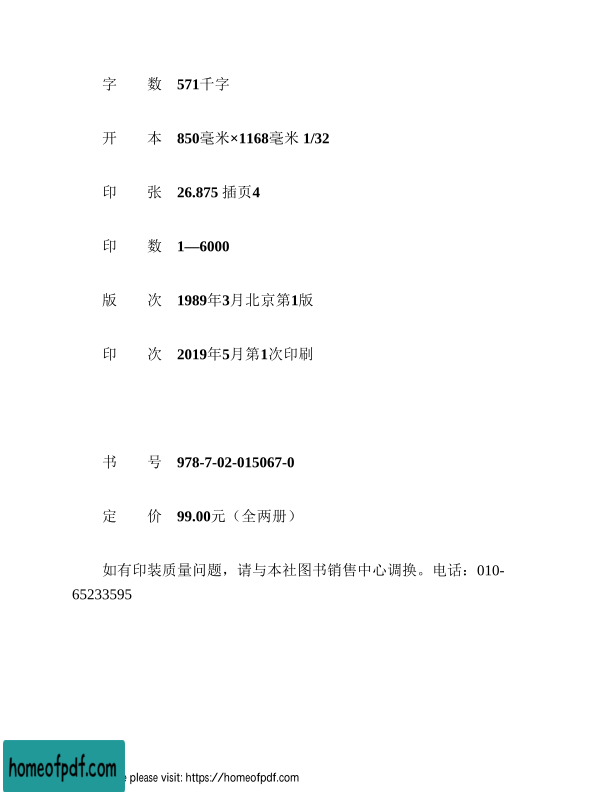 字　　数　571千字
开　　本　850毫米×1168毫米 1/32
印　　张　26.875 插页4
印　　数　1—6000
版　　次　1989年3月北京第1版
印　　次　2019年5月第1次印刷
书　　号　978-7-02-015067-0
定　　价　99.00元（全两册）
如有印装质量问题，请与本社图书销售中心调换。电话：010-
65233595
homeofpdf.com
please visit: https://homeofpdf.com